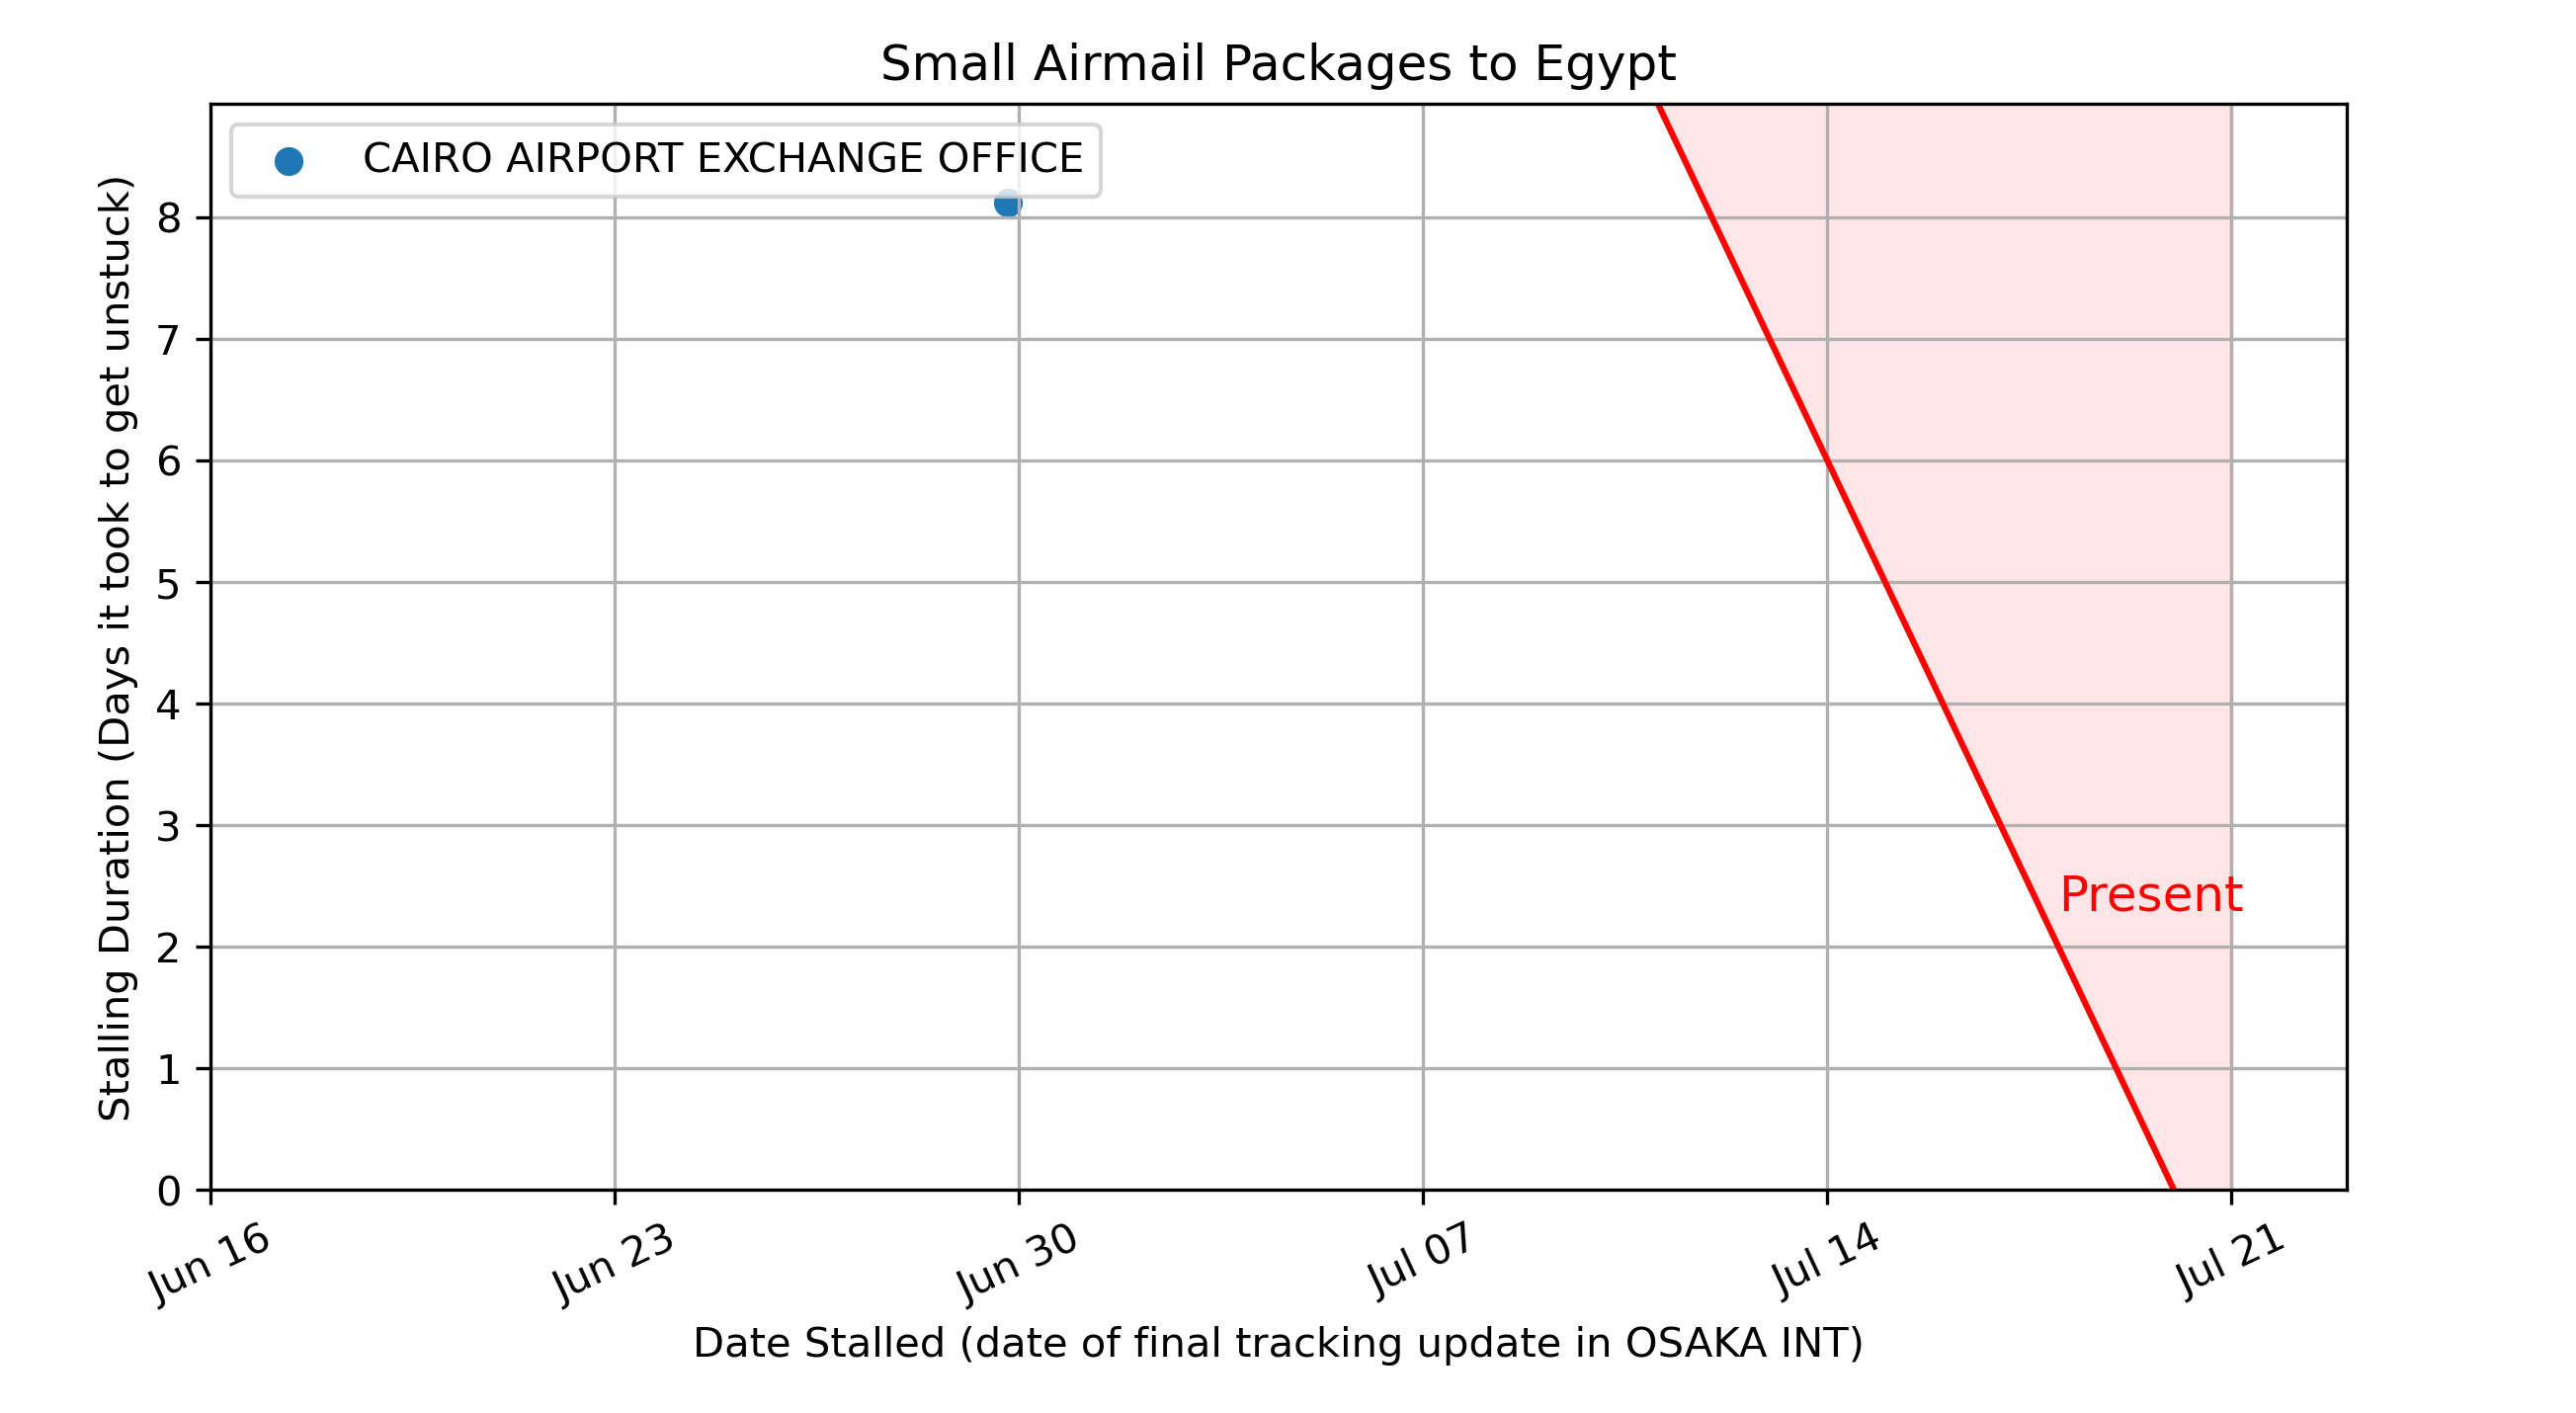 Small Airmail Packages to Egypt
CAIRO AIRPORT EXCHANGE OFFICE
Stalling Duration (Days it took to get unstuck)
8
7
6
5
4
3
2
1
0
Present
Jun 16
Jun 23
Jun 30
Jul 07
Jul 14
Jul 21
Date Stalled (date of final tracking update in OSAKA INT)